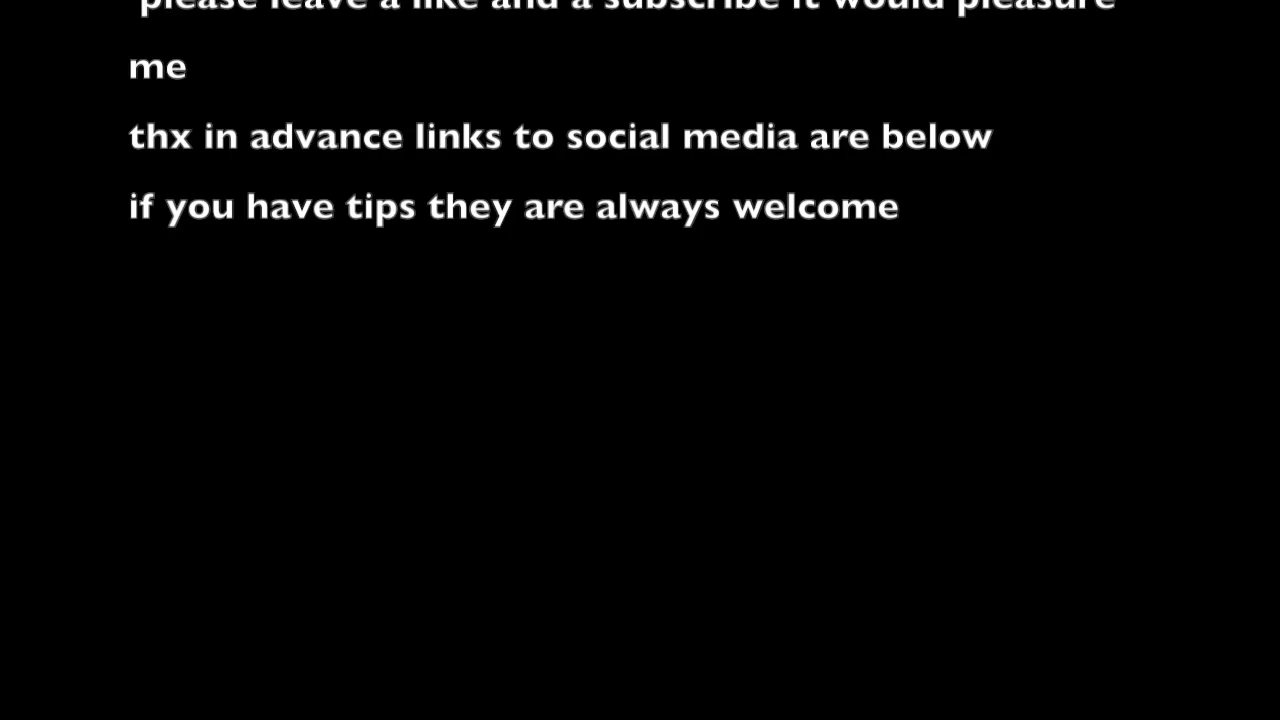 please leave a like and a subscribe it would pleasure
me
thx in advance links to social media are below
if you have tips they are always welcome